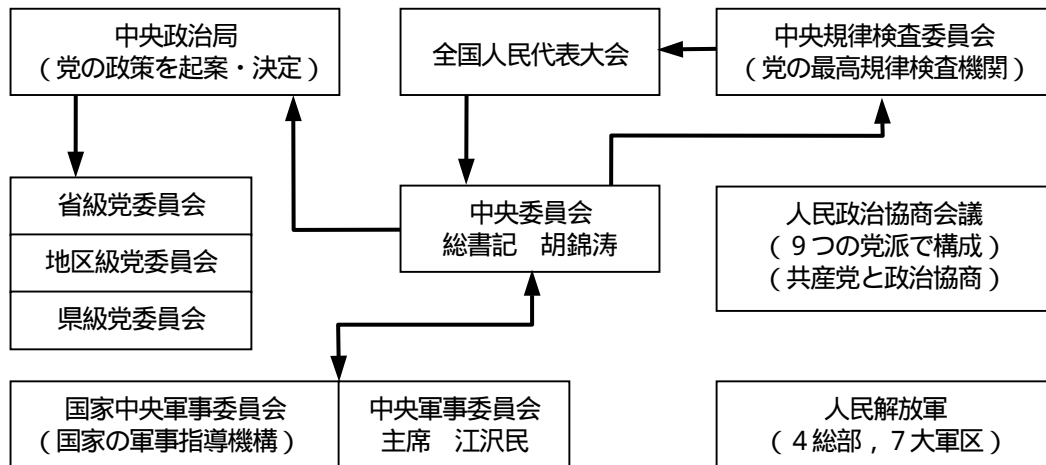 中央政治局
（党の政策を起案・決定）
全国人民代表大会
中央規律検査委員会
（党の最高規律検査機関）
省級党委員会
地区級党委員会
県級党委員会
中央委員会
総書記　胡錦涛
人民政治協商会議
（９つの党派で構成）
（共産党と政治協商）
国家中央軍事委員会
（国家の軍事指導機構）
中央軍事委員会
主席　江沢民
人民解放軍
（４総部，７大軍区）